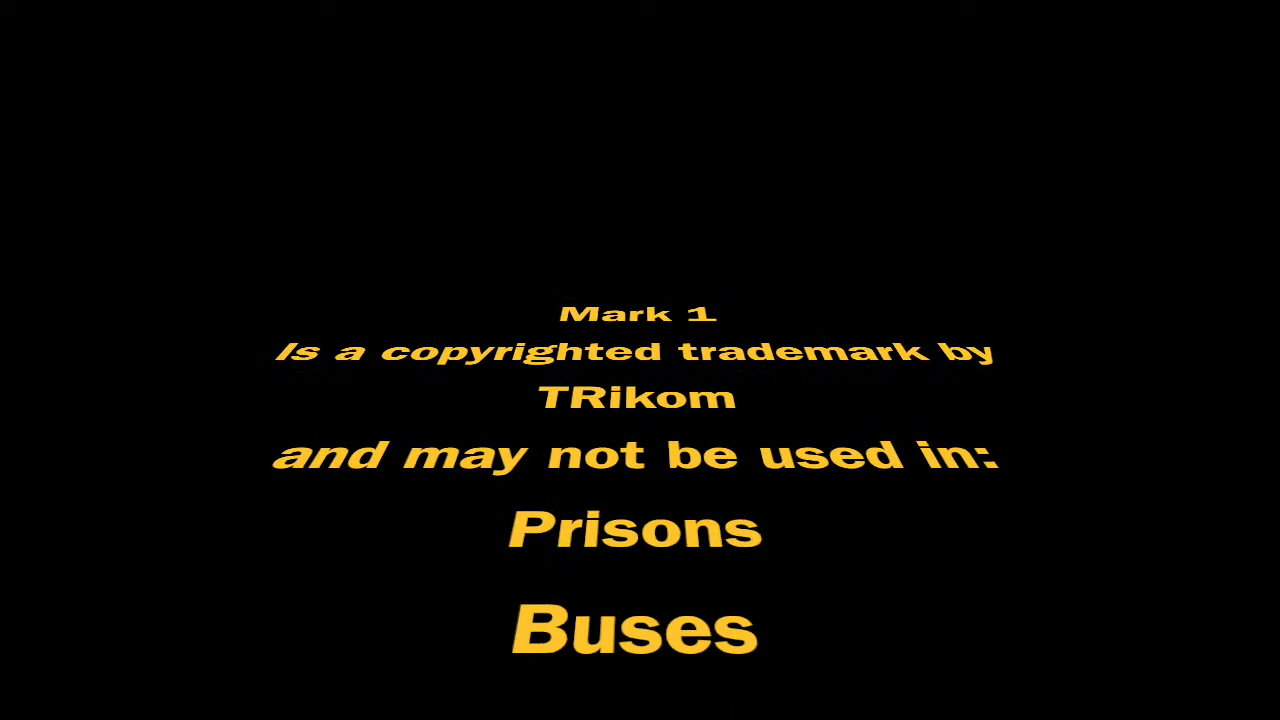 Mark 1
Is a copyrighted trademark by
TRikom
and may not be used in:
Prisons
Buses